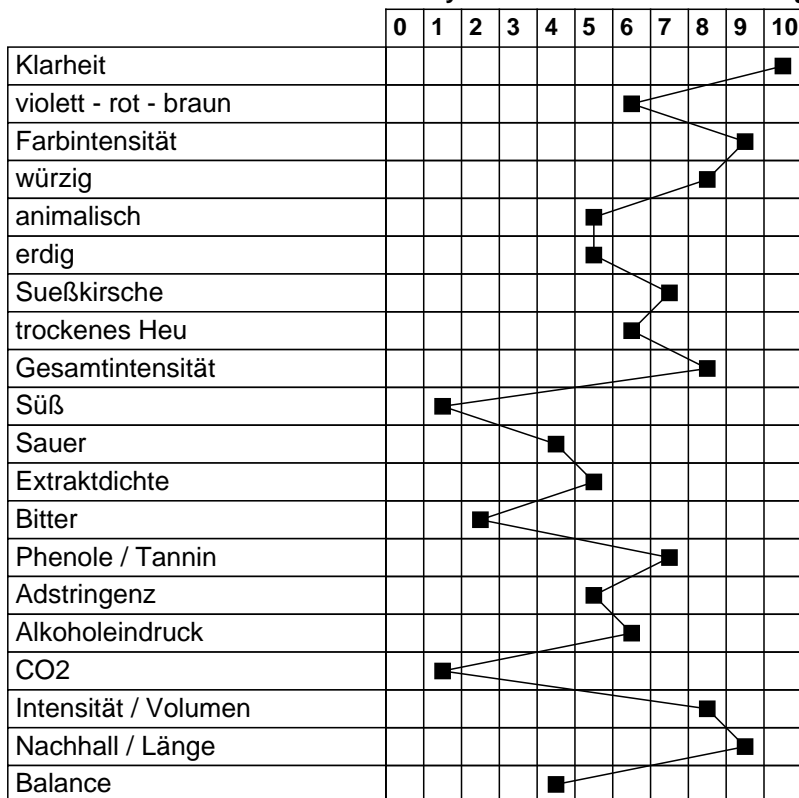 0 1 2 3 4 5 6 7 8 9 10
Klarheit
violett - rot - braun
Farbintensität
würzig
animalisch
erdig
Sueßkirsche
trockenes Heu
Gesamtintensität
Süß
Sauer
Extraktdichte
Bitter
Phenole / Tannin
Adstringenz
Alkoholeindruck
CO2
Intensität / Volumen
Nachhall / Länge
Balance